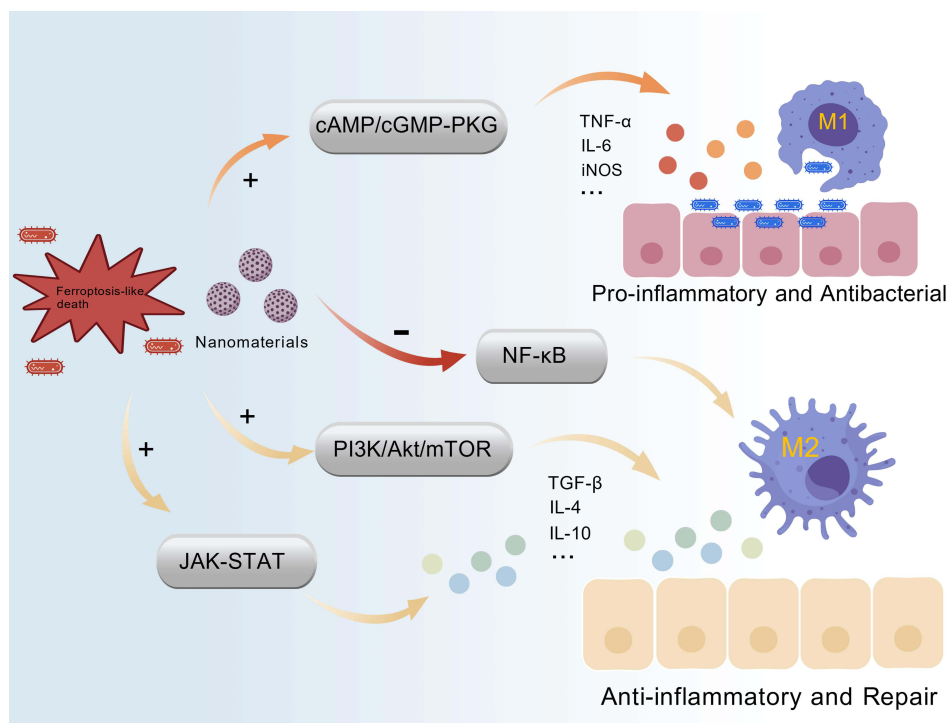 cAMP/cGMP-PKG
+
TNF-α
IL-6
iNOS
...
M1
Pro-inflammatory and Antibacterial
Ferroptosis-like
death
Nanomaterials
-
NF-κB
+
PI3K/Akt/mTOR
+
JAK-STAT
TGF-β
IL-4
IL-10
...
M2
Anti-inflammatory and Repair